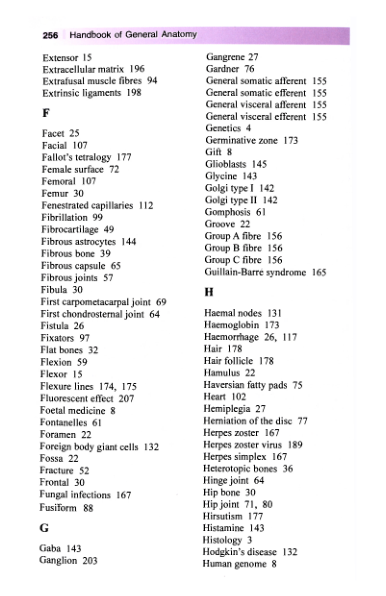 256 Handbook of General Anatomy
Extensor 15
Extracellular matrix 196
Extrafusal muscle fibres 94
Extrinsic ligaments 198
F
Facet 25
Facial 107
Fallot's tetralogy 177
Female surface 72
Femoral 107
Femur 30
Fenestrated capillaries 112
Fibrillation 99
Fibrocartilage 49
Fibrous astrocytes 144
Fibrous bone 39
Fibrous capsule 65
Fibrous joints 57
Fibula 30
First carpometacarpal joint 69
First chondrosternal joint 64
Fistula 26
Fixators 97
Flat bones 32
Flexion 59
Flexor 15
Flexure lines 174, 175
Fluorescent effect 207
Foetal medicine 8
Fontanelles 61
Foramen 22
Foreign body giant cells 132
Fossa 22
Fracture 52
Frontal 30
Fungal infections 167
Fusiform 88
G
Gaba 143
Ganglion 203
Gangrene 27
Gardner 76
General somatic afferent 155
General somatic efferent 155
General visceral afferent 155
General visceral efferent 155
Genetics 4
Germinative zone 173
Gift 8
Glioblasts 145
Glycine 143
Golgi type I 142
Golgi type II 142
Gomphosis 61
Groove 22
Group A fibre 156
Group B fibre 156
Group C fibre 156
Guillain-Barre syndrome 165
H
Haemal nodes 131
Haemoglobin 173
Haemorrhage 26, 117
Hair 178
Hair follicle 178
Hamulus 22
Haversian fatty pads 75
Heart 102
Hemiplegia 27
Herniation of the disc 77
Herpes zoster 167
Herpes zoster virus 189
Herpes simplex 167
Heterotopic bones 36
Hinge joint 64
Hip bone 30
Hip joint 71, 80
Hirsutism 177
Histamine 143
Histology 3
Hodgkin's disease 132
Human genome 8